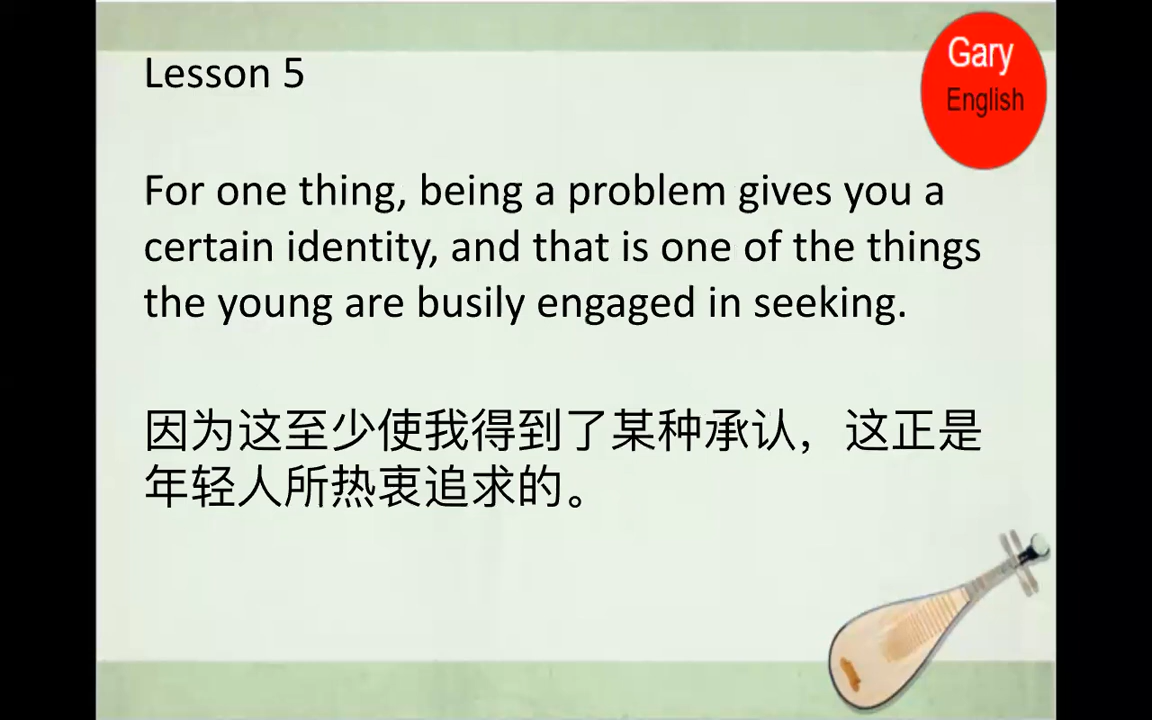 Lesson 5
Gary
English
For one thing, being a problem gives you a
certain identity, and that is one of the things
the young are busily engaged in seeking.
因为这至少使我得到了某种承认，这正是
年轻人所热衷追求的。